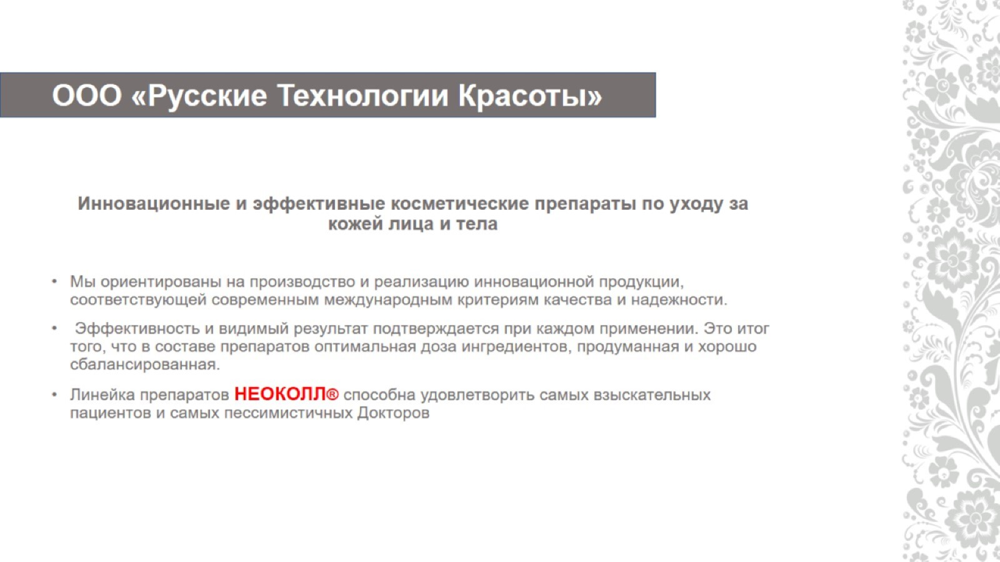 ООО «Русские Технологии Красоты»
Инновационные и эффективные косметические препараты по уходу за
кожей лица и тела
• Мы ориентированы на производство и реализацию инновационной продукции,
соответствующей современным международным критериям качества и надежности.
• Эффективность и видимый результат подтверждается при каждом применении. Это итог
того, что в составе препаратов оптимальная доза ингредиентов, продуманная и хорошо
сбалансированная.
• Линейка препаратов НЕОКОЛЛ® способна удовлетворить самых взыскательных
пациентов и самых пессимистичных Докторов